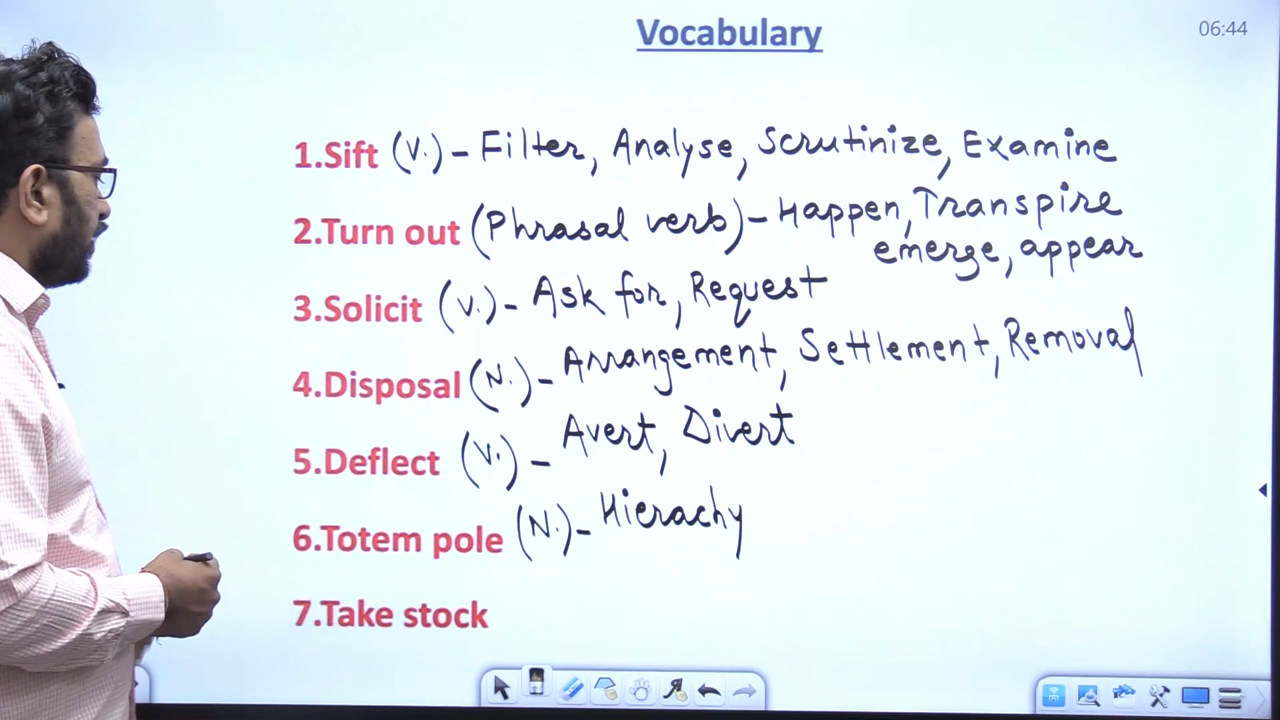 Vocabulary
06:44
1.Sift (V.) - Filter, Analyse, Scrutinize, Examine
2.Turn out (Phrasal verb) - Happen, Transpire
emerge, appear
3.Solicit (V.) - Ask for, Request
4.Disposal (N.) - Arrangement, Settlement, Removal
5.Deflect (V.) - Avert, Divert
6.Totem pole (N.) - Hierachy
7.Take stock